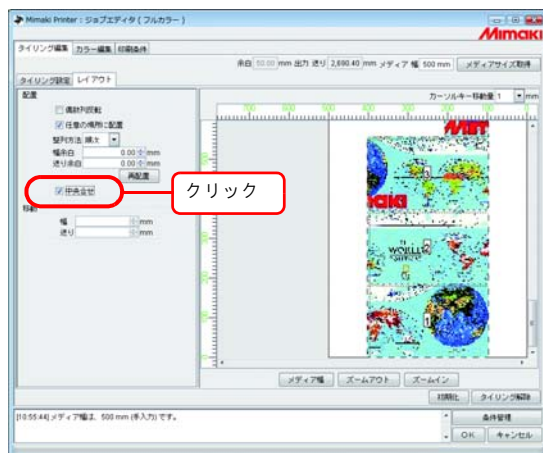 Mimaki Printer : ジョブエディタ ( フルカラー )
Mimaki
タイリング編集 カラー編集 印刷条件
余白 50.00 mm 出力 送り 2,690.40 mm メディア 幅 500 mm メディアサイズ取得
タイリング設定 レイアウト
配置
カーソルキー移動量 1 mm
偶数列反転
任意の場所に配置
整列方法 順次
幅余白 0.00 mm
送り余白 0.00 mm
再配置
中央合せ
クリック
移動
幅 mm
送り mm
3
2
1
メディア幅 ズームアウト ズームイン
初期化 タイリング解除
[10:55:44] メディア幅は、500 mm (手入力) です。
条件管理
OK キャンセル